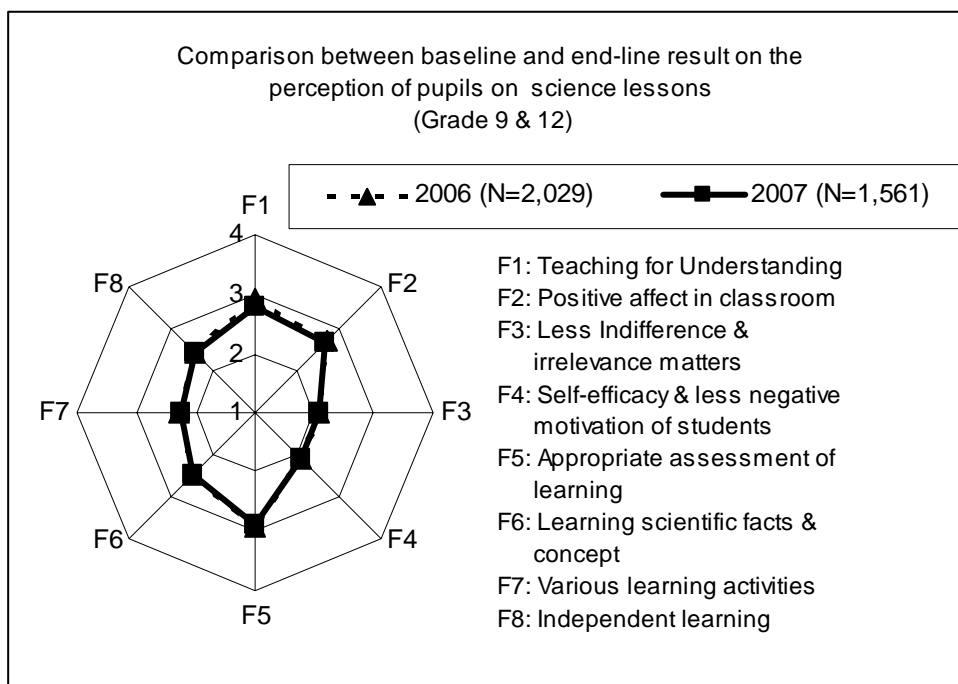 Comparison between baseline and end-line result on the
perception of pupils on science lessons
(Grade 9 & 12)
2006 (N=2,029)
2007 (N=1,561)
F1
4
3
2
1
F2
F3
F4
F5
F6
F7
F8
F1: Teaching for Understanding
F2: Positive affect in classroom
F3: Less Indifference &
irrelevance matters
F4: Self-efficacy & less negative
motivation of students
F5: Appropriate assessment of
learning
F6: Learning scientific facts &
concept
F7: Various learning activities
F8: Independent learning